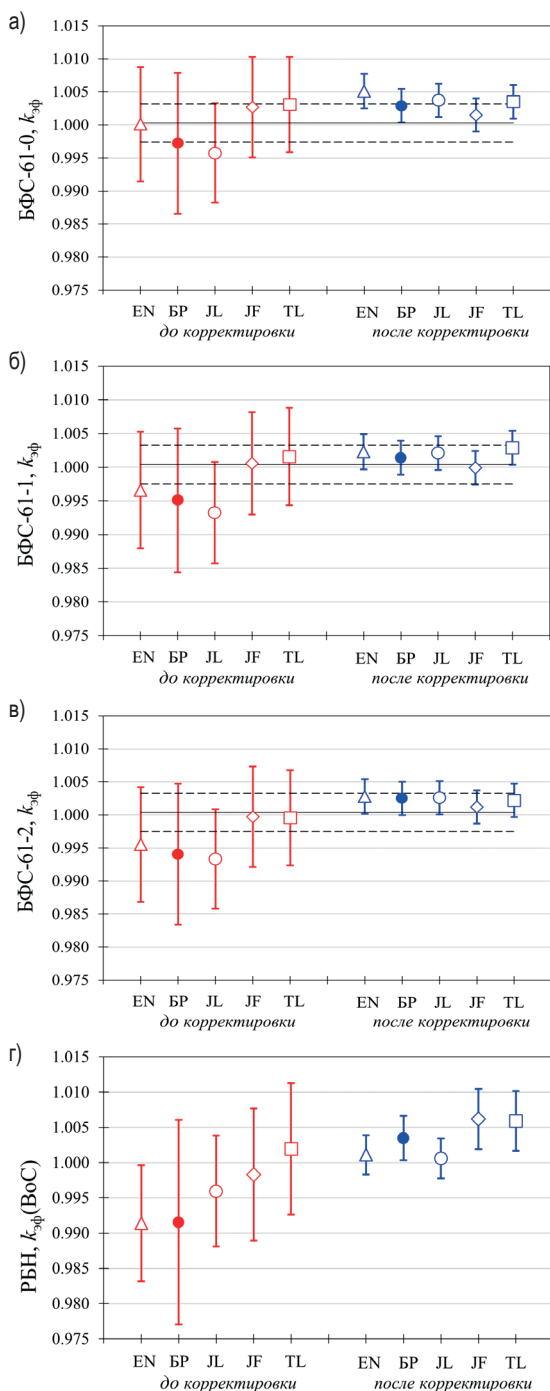 а)
БФС-61-0, kэф
1.015
1.010
1.005
1.000
0.995
0.990
0.985
0.980
0.975
EN БР JL JF TL EN БР JL JF TL
до корректировки после корректировки
б)
БФС-61-1, kэф
1.015
1.010
1.005
1.000
0.995
0.990
0.985
0.980
0.975
EN БР JL JF TL EN БР JL JF TL
до корректировки после корректировки
в)
БФС-61-2, kэф
1.015
1.010
1.005
1.000
0.995
0.990
0.985
0.980
0.975
EN БР JL JF TL EN БР JL JF TL
до корректировки после корректировки
г)
РБН, kэф(BoC)
1.015
1.010
1.005
1.000
0.995
0.990
0.985
0.980
0.975
EN БР JL JF TL EN БР JL JF TL
до корректировки после корректировки